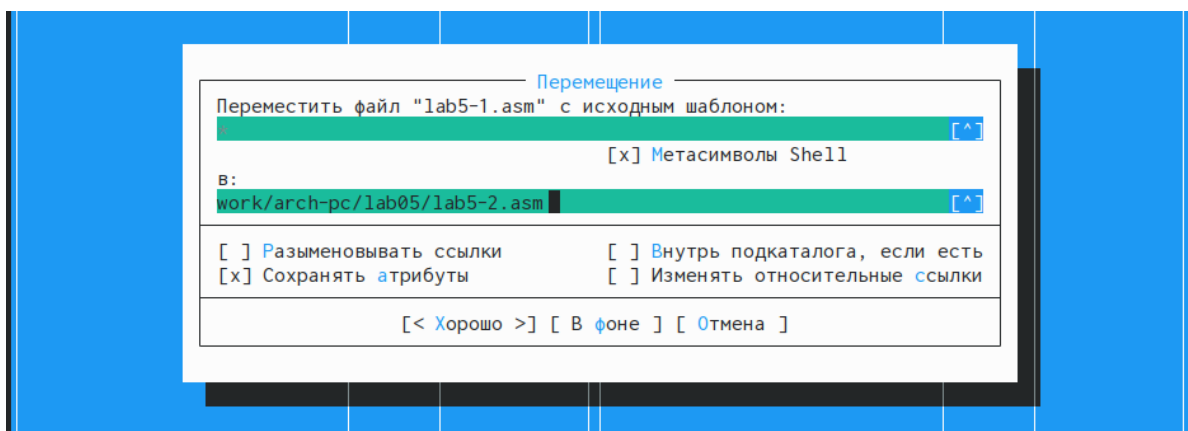 Перемещение
Переместить файл "lab5-1.asm" с исходным шаблоном:
* [^]
[x] Метасимволы Shell
в:
work/arch-pc/lab05/lab5-2.asm [^]
[ ] Разыменовывать ссылки [ ] Внутрь подкаталога, если есть
[x] Сохранять атрибуты [ ] Изменять относительные ссылки
[< Хорошо >] [ В фоне ] [ Отмена ]